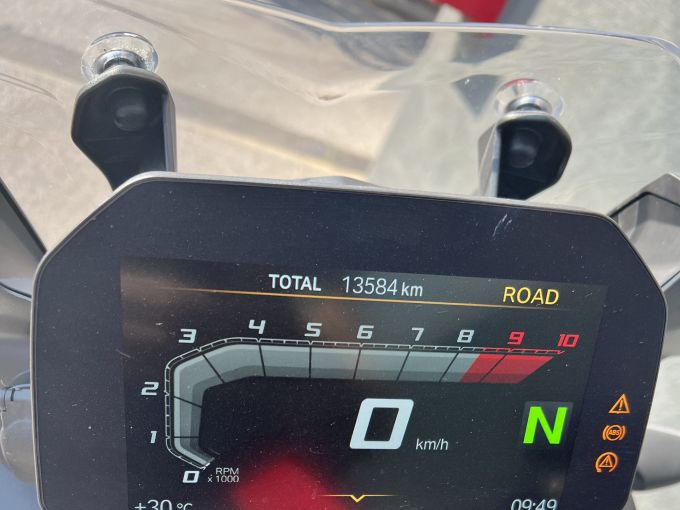 TOTAL 13584 km
ROAD
0 1 2 3 4 5 6 7 8 9 10
RPM
x 1000
0 km/h
N
ABS
+30 °C
09:49